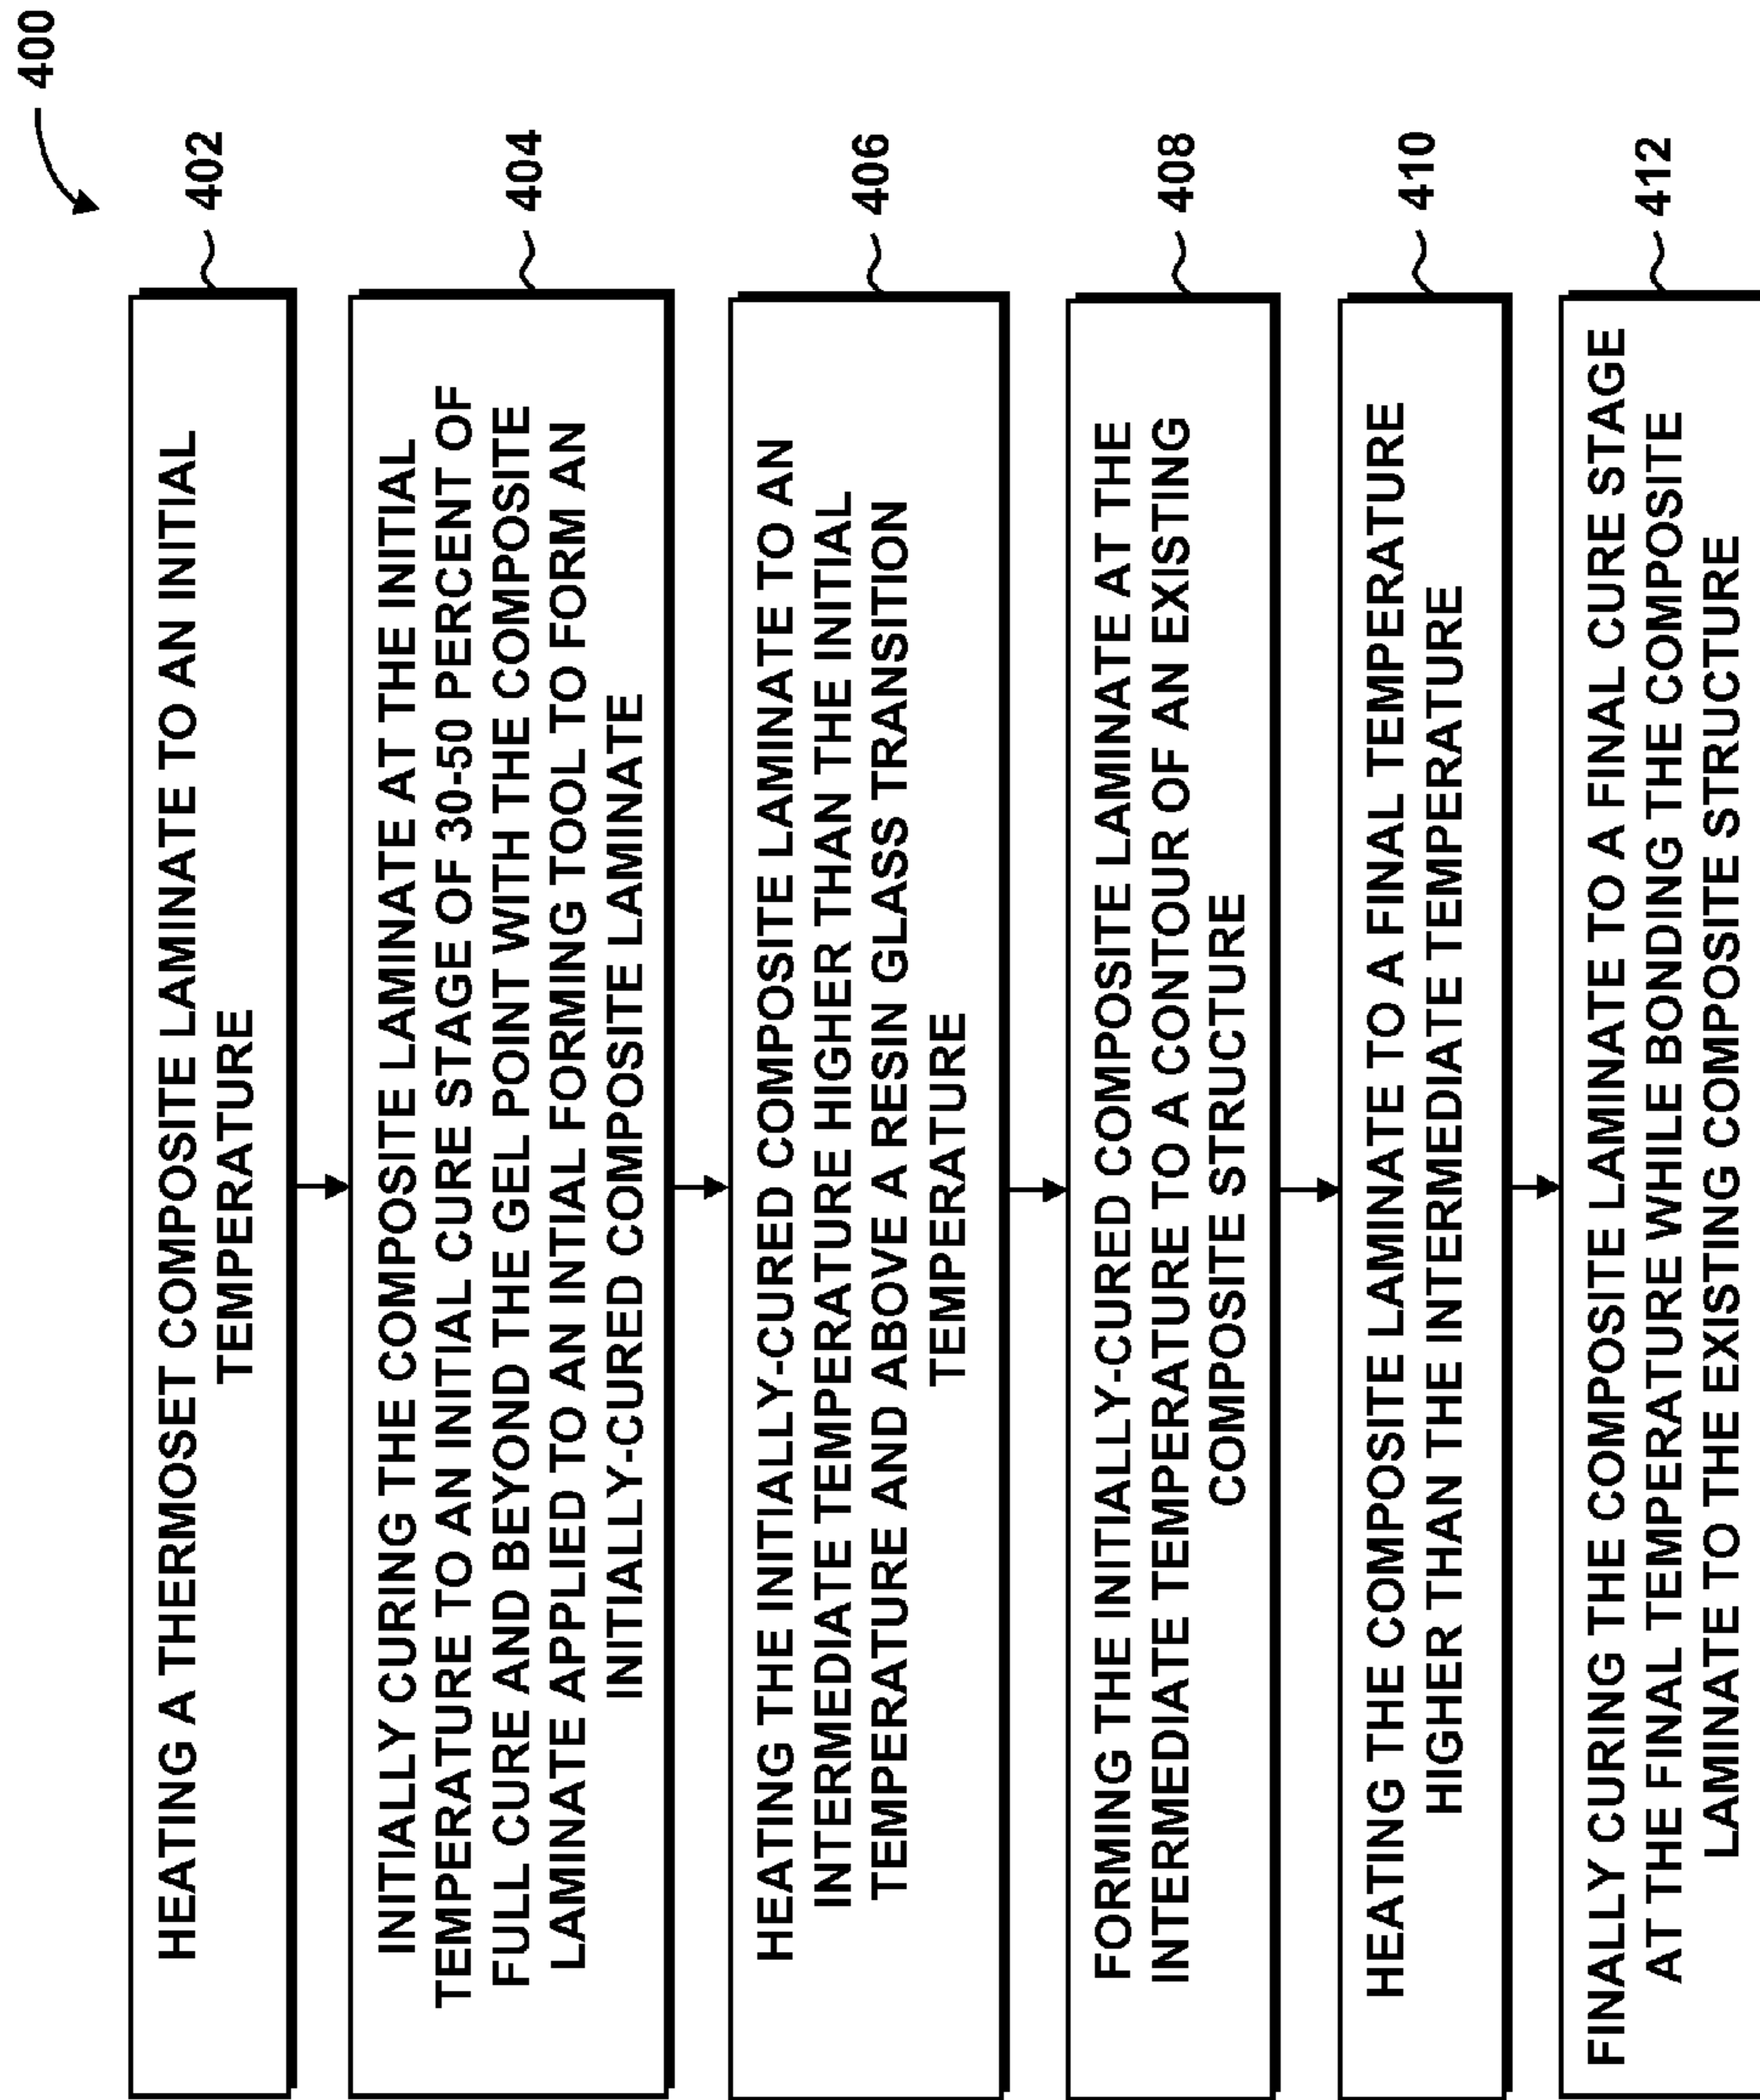 400
HEATING A THERMOSET COMPOSITE LAMINATE TO AN INITIAL
TEMPERATURE
402
INITIALLY CURING THE COMPOSITE LAMINATE AT THE INITIAL
TEMPERATURE TO AN INITIAL CURE STAGE OF 30-50 PERCENT OF
FULL CURE AND BEYOND THE GEL POINT WITH THE COMPOSITE
LAMINATE APPLIED TO AN INTIAL FORMING TOOL TO FORM AN
INITIALLY-CURED COMPOSITE LAMINATE
404
HEATING THE INITIALLY-CURED COMPOSITE LAMINATE TO AN
INTERMEDIATE TEMPERATURE HIGHER THAN THE INITIAL
TEMPERATURE AND ABOVE A RESIN GLASS TRANSITION
TEMPERATURE
406
FORMING THE INITIALLY-CURED COMPOSITE LAMINATE AT THE
INTERMEDIATE TEMPERATURE TO A CONTOUR OF AN EXISTING
COMPOSITE STRUCTURE
408
HEATING THE COMPOSITE LAMINATE TO A FINAL TEMPERATURE
HIGHER THAN THE INTERMEDIATE TEMPERATURE
410
FINALLY CURING THE COMPOSITE LAMINATE TO A FINAL CURE STAGE
AT THE FINAL TEMPERATURE WHILE BONDING THE COMPOSITE
LAMINATE TO THE EXISTING COMPOSITE STRUCTURE
412